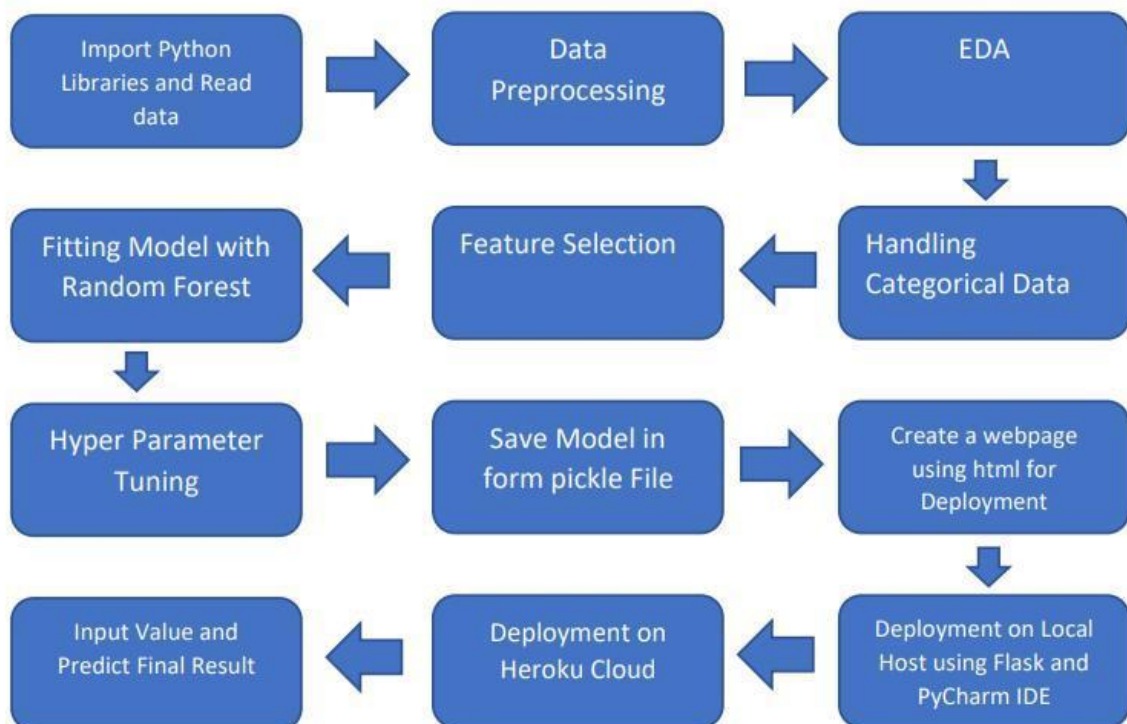 Import Python
Libraries and Read
data
Data
Preprocessing
EDA
Handling
Categorical Data
Feature Selection
Fitting Model with
Random Forest
Hyper Parameter
Tuning
Save Model in
form pickle File
Create a webpage
using html for
Deployment
Deployment on Local
Host using Flask and
PyCharm IDE
Deployment on
Heroku Cloud
Input Value and
Predict Final Result